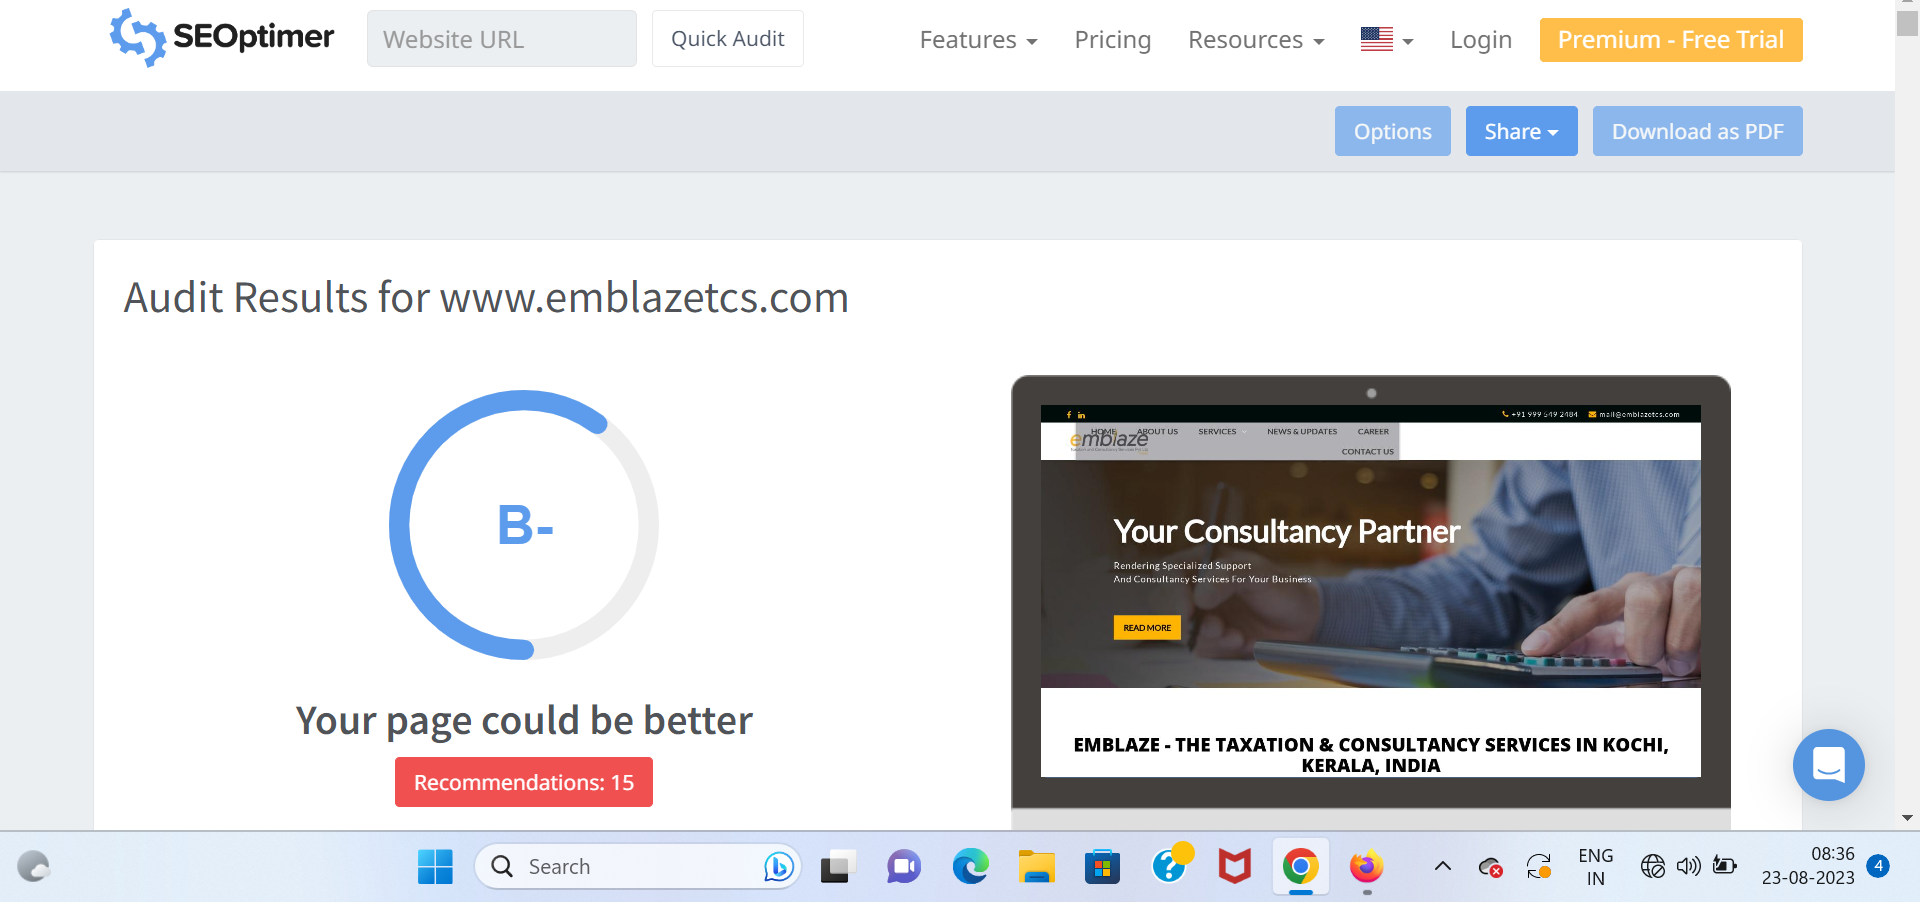 SEOptimer
Website URL
Quick Audit
Features
Pricing
Resources
Login
Premium - Free Trial
Options
Share
Download as PDF
Audit Results for www.emblazetcs.com
B-
Your page could be better
Recommendations: 15
+91 999 549 2484
mail@emblazetcs.com
HOME
ABOUT US
SERVICES
NEWS & UPDATES
CAREER
CONTACT US
emblaze
Your Consultancy Partner
Rendering Specialized Support
And Consultancy Services For Your Business
READ MORE
EMBLAZE - THE TAXATION & CONSULTANCY SERVICES IN KOCHI,
KERALA, INDIA
Search
ENG
IN
08:36
23-08-2023
4